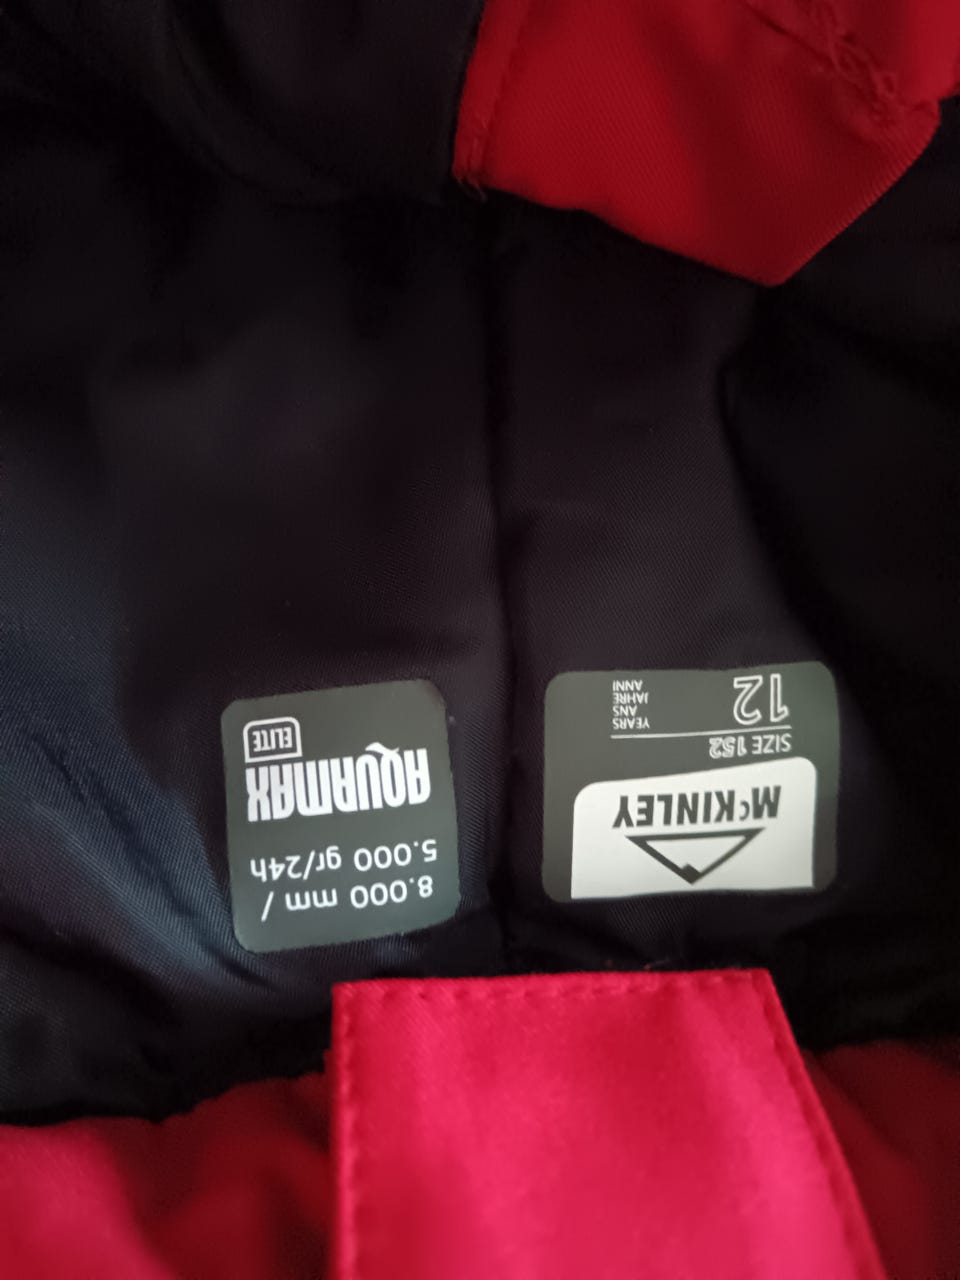 8.000 mm /
5.000 gr/24h
AQUAMAX
ELITE
McKINLEY
SIZE 152
12
YEARS
ANS
JAHRE
ANNI